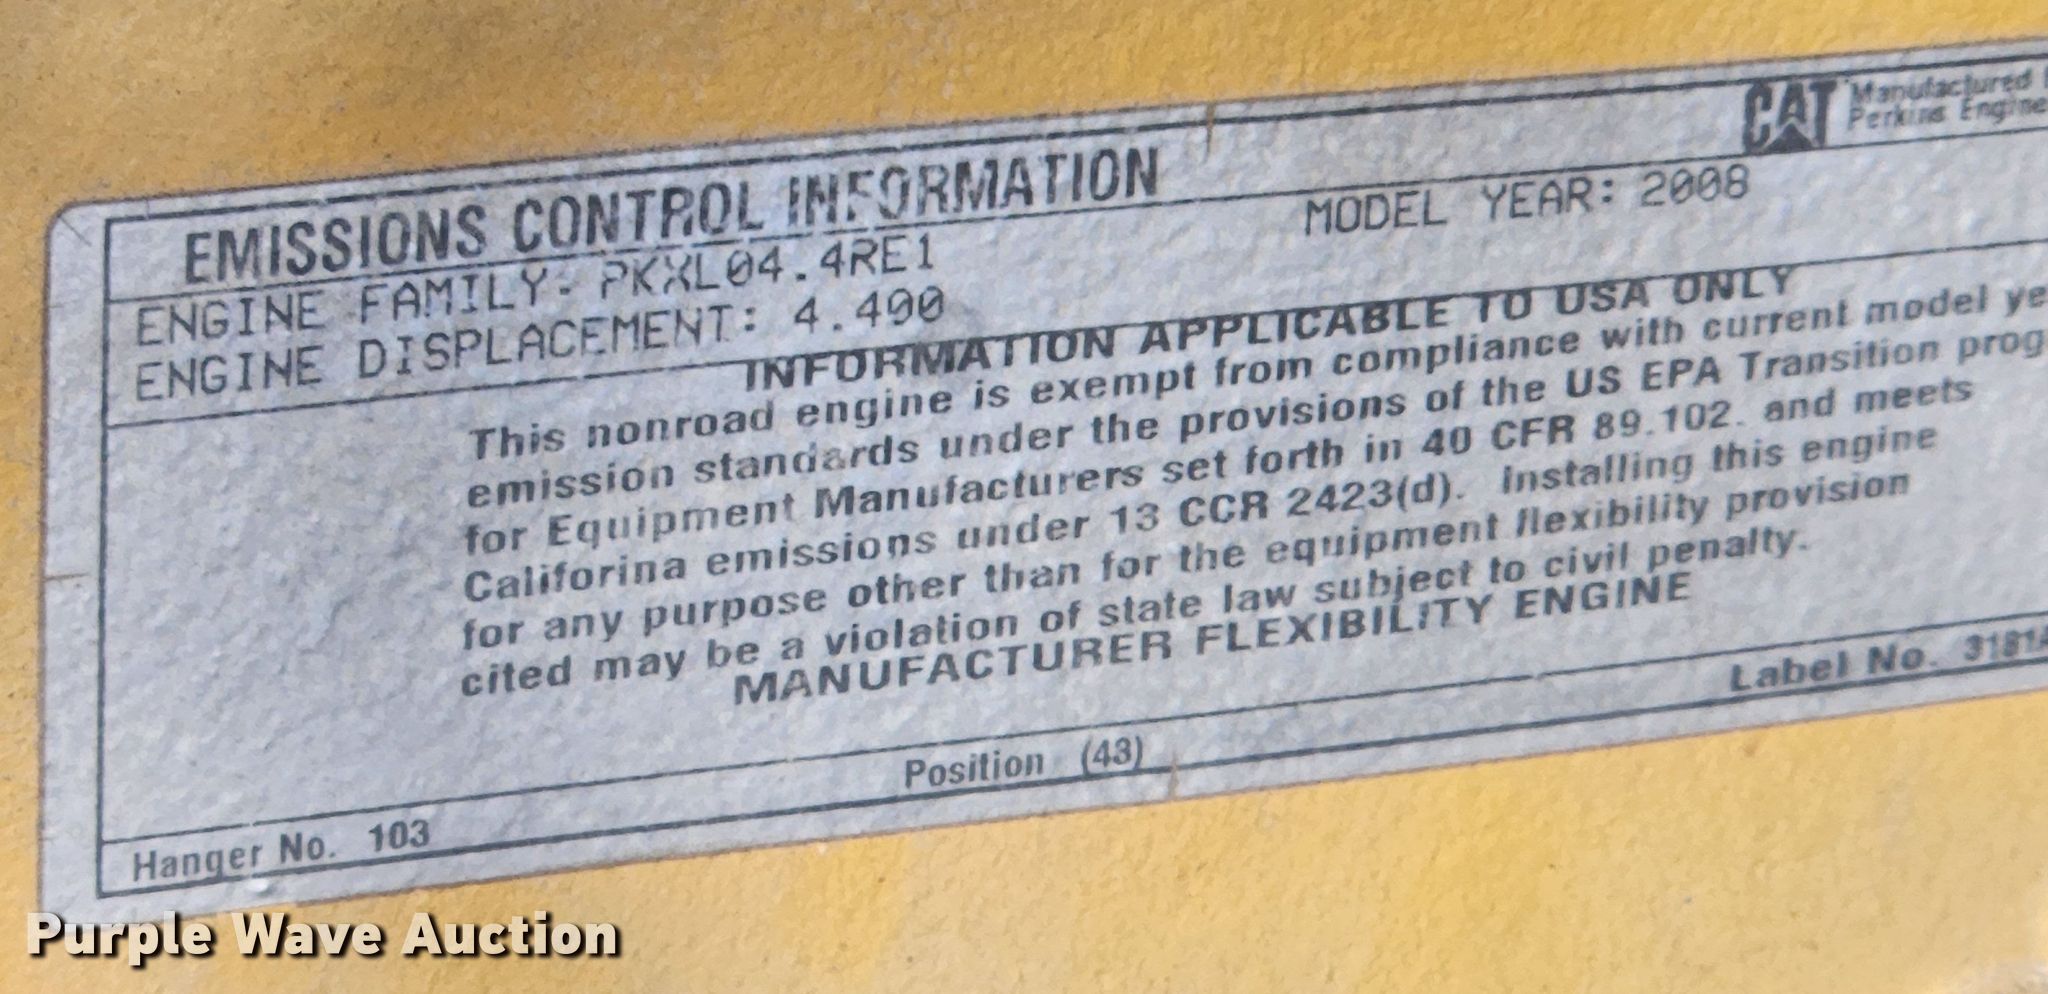 CAT Manufactured
Perkins Engine
EMISSIONS CONTROL INFORMATION
ENGINE FAMILY: PKXL04.4RE1 MODEL YEAR: 2008
ENGINE DISPLACEMENT: 4.400
INFORMATION APPLICABLE TO USA ONLY
This nonroad engine is exempt from compliance with current model ye
emission standards under the provisions of the US EPA Transition prog
for Equipment Manufacturers set forth in 40 CFR 89.102. and meets
Califorina emissions under 13 CCR 2423(d). Installing this engine
for any purpose other than for the equipment flexibility provision
cited may be a violation of state law subject to civil penalty.
MANUFACTURER FLEXIBILITY ENGINE
Label No. 3181A
Position (43)
Hanger No. 103
Purple Wave Auction